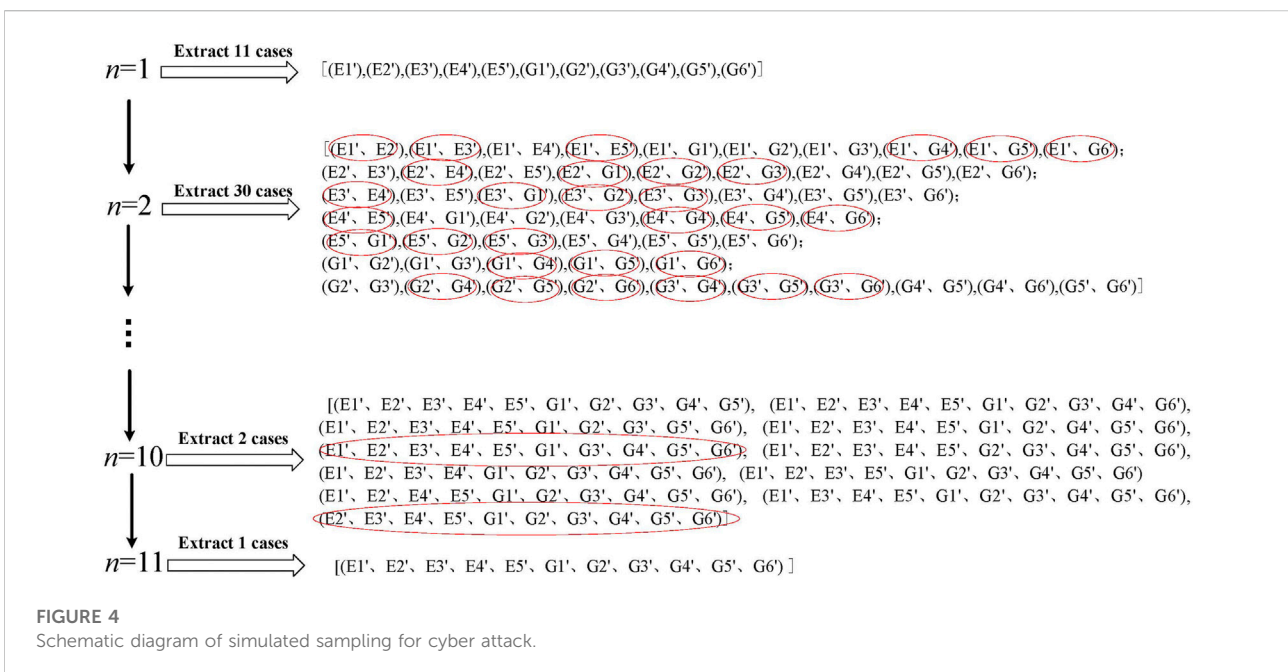 Extract 11 cases
n=1
[(E1'),(E2'),(E3'),(E4'),(E5'),(G1'),(G2'),(G3'),(G4'),(G5'),(G6')]
[(E1'、E2'),(E1'、E3'),(E1'、E4'),(E1'、E5'),(E1'、G1'),(E1'、G2'),(E1'、G3'),(E1'、G4'),(E1'、G5'),(E1'、G6');
(E2'、E3'),(E2'、E4'),(E2'、E5'),(E2'、G1'),(E2'、G2'),(E2'、G3'),(E2'、G4'),(E2'、G5'),(E2'、G6');
Extract 30 cases
n=2
(E3'、E4'),(E3'、E5'),(E3'、G1'),(E3'、G2'),(E3'、G3'),(E3'、G4'),(E3'、G5'),(E3'、G6');
(E4'、E5'),(E4'、G1'),(E4'、G2'),(E4'、G3'),(E4'、G4'),(E4'、G5'),(E4'、G6');
(E5'、G1'),(E5'、G2'),(E5'、G3'),(E5'、G4'),(E5'、G5'),(E5'、G6');
(G1'、G2'),(G1'、G3'),(G1'、G4'),(G1'、G5'),(G1'、G6');
(G2'、G3'),(G2'、G4'),(G2'、G5'),(G2'、G6'),(G3'、G4'),(G3'、G5'),(G3'、G6'),(G4'、G5'),(G4'、G6'),(G5'、G6')]
[(E1'、E2'、E3'、E4'、E5'、G1'、G2'、G3'、G4'、G5'), (E1'、E2'、E3'、E4'、E5'、G1'、G2'、G3'、G4'、G6'),
(E1'、E2'、E3'、E4'、E5'、G1'、G2'、G3'、G5'、G6'), (E1'、E2'、E3'、E4'、E5'、G1'、G2'、G4'、G5'、G6'),
Extract 2 cases
n=10
(E1'、E2'、E3'、E4'、E5'、G1'、G3'、G4'、G5'、G6'), (E1'、E2'、E3'、E4'、E5'、G2'、G3'、G4'、G5'、G6'),
(E1'、E2'、E3'、E4'、G1'、G2'、G3'、G4'、G5'、G6'), (E1'、E2'、E3'、E5'、G1'、G2'、G3'、G4'、G5'、G6')
(E1'、E2'、E4'、E5'、G1'、G2'、G3'、G4'、G5'、G6'), (E1'、E3'、E4'、E5'、G1'、G2'、G3'、G4'、G5'、G6'),
(E2'、E3'、E4'、E5'、G1'、G2'、G3'、G4'、G5'、G6')]
Extract 1 cases
n=11
[(E1'、E2'、E3'、E4'、E5'、G1'、G2'、G3'、G4'、G5'、G6') ]
FIGURE 4
Schematic diagram of simulated sampling for cyber attack.